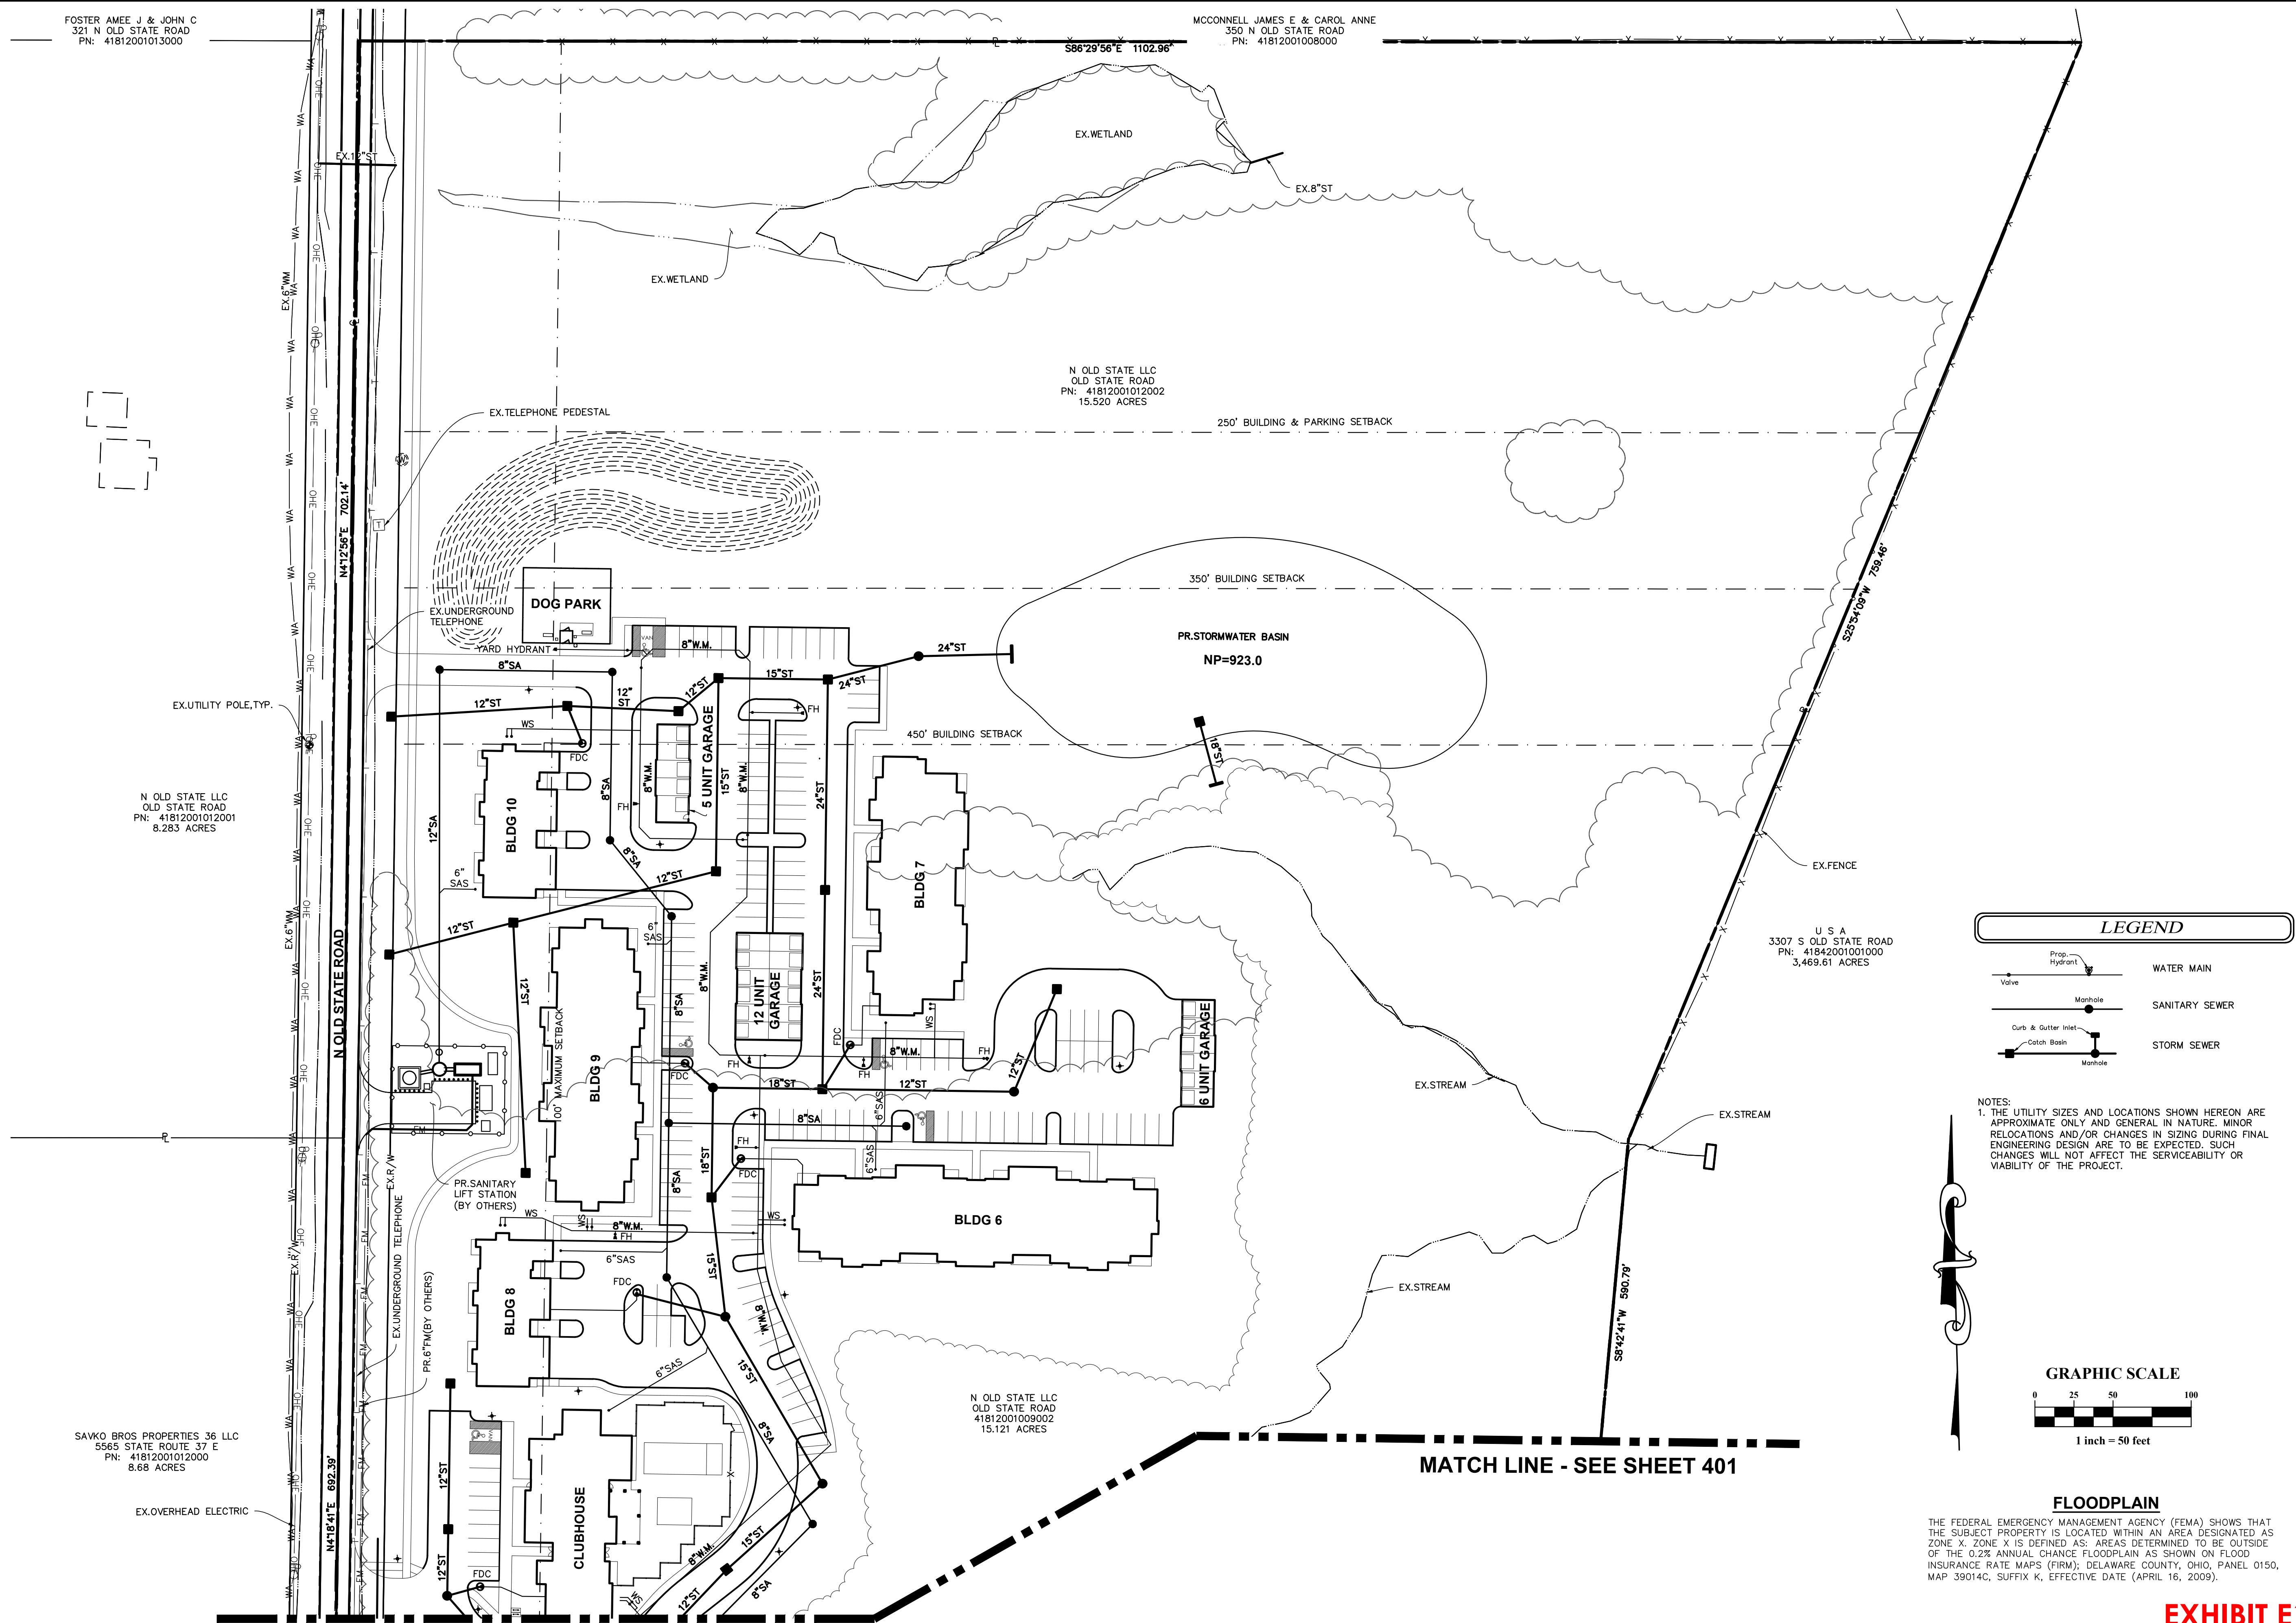 FOSTER AMEE J & JOHN C
321 N OLD STATE ROAD
PN: 41812001013000
MCCONNELL JAMES E & CAROL ANNE
350 N OLD STATE ROAD
PN: 41812001008000
S86°29'56"E 1102.96'
EX.12"ST
EX.WETLAND
EX.8"ST
EX.WETLAND
EX.6"WM
N OLD STATE LLC
OLD STATE ROAD
PN: 41812001012002
15.520 ACRES
EX.TELEPHONE PEDESTAL
250' BUILDING & PARKING SETBACK
N4°12'56"E 702.14'
T
350' BUILDING SETBACK
S25°54'09"W 759.46'
DOG PARK
EX.UNDERGROUND
TELEPHONE
PR.STORMWATER BASIN
NP=923.0
YARD HYDRANT
VAN
8"W.M.
24"ST
8"SA
15"ST
24"ST
12"ST
12"
ST
12"ST
EX.UTILITY POLE,TYP.
WS
FH
FDC
450' BUILDING SETBACK
18"ST
5 UNIT GARAGE
8"SA
8"W.M.
15"ST
8"W.M.
24"ST
FH
BLDG 10
12"SA
N OLD STATE LLC
OLD STATE ROAD
PN: 41812001012001
8.283 ACRES
8"SA
6"
SAS
12"ST
BLDG 7
EX.FENCE
EX.6"WM
12"ST
6"
SAS
N OLD STATE ROAD
8"W.M.
12 UNIT
GARAGE
24"ST
12"ST
8"SA
U S A
3307 S OLD STATE ROAD
PN: 41842001001000
3,469.61 ACRES
LEGEND
Prop.
Hydrant
Valve
WATER MAIN
Manhole
SANITARY SEWER
Curb & Gutter Inlet
Catch Basin
Manhole
STORM SEWER
100' MAXIMUM SETBACK
BLDG 9
WS
FDC
8"W.M.
FH
FH
FH
FDC
18"ST
12"ST
12"ST
6 UNIT GARAGE
EX.STREAM
EX.STREAM
6"SAS
8"SA
FM
FH
FDC
18"ST
6"SAS
8"SA
NOTES:
1. THE UTILITY SIZES AND LOCATIONS SHOWN HEREON ARE
APPROXIMATE ONLY AND GENERAL IN NATURE. MINOR
RELOCATIONS AND/OR CHANGES IN SIZING DURING FINAL
ENGINEERING DESIGN ARE TO BE EXPECTED. SUCH
CHANGES WILL NOT AFFECT THE SERVICEABILITY OR
VIABILITY OF THE PROJECT.
EX.R/W
PR.SANITARY
LIFT STATION
(BY OTHERS)
WS
WS
8"W.M.
FH
WS
BLDG 6
EX.R/W
EX.UNDERGROUND TELEPHONE
6"SAS
15"ST
FDC
BLDG 8
8"W.M.
EX.STREAM
PR.6"FM(BY OTHERS)
S8°42'41"W 590.79'
6"SAS
15"ST
GRAPHIC SCALE
0 25 50 100
1 inch = 50 feet
N OLD STATE LLC
OLD STATE ROAD
41812001009002
15.121 ACRES
SAVKO BROS PROPERTIES 36 LLC
5565 STATE ROUTE 37 E
PN: 41812001012000
8.68 ACRES
VAN
8"SA
12"ST
N4°18'41"E 692.39'
MATCH LINE - SEE SHEET 401
EX.OVERHEAD ELECTRIC
CLUBHOUSE
15"ST
8"W.M.
12"ST
FDC
WS
12"ST
8"SA
FLOODPLAIN
THE FEDERAL EMERGENCY MANAGEMENT AGENCY (FEMA) SHOWS THAT
THE SUBJECT PROPERTY IS LOCATED WITHIN AN AREA DESIGNATED AS
ZONE X. ZONE X IS DEFINED AS: AREAS DETERMINED TO BE OUTSIDE
OF THE 0.2% ANNUAL CHANCE FLOODPLAIN AS SHOWN ON FLOOD
INSURANCE RATE MAPS (FIRM); DELAWARE COUNTY, OHIO, PANEL 0150,
MAP 39014C, SUFFIX K, EFFECTIVE DATE (APRIL 16, 2009).
EXHIBIT E